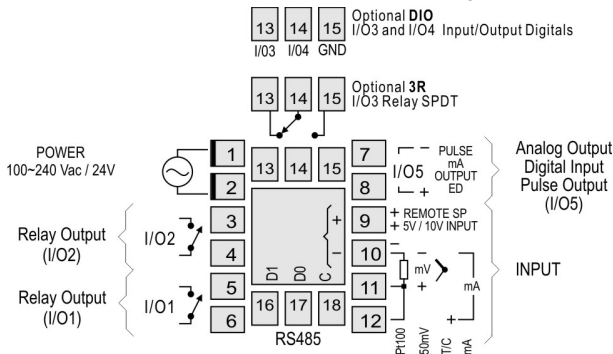 13 14 15 Optional DIO
I/O3 and I/O4 Input/Output Digitals
I/03 I/04 GND
13 14 15 Optional 3R
I/O3 Relay SPDT
POWER
100~240 Vac / 24V
1
2
Relay Output
(I/O2)
I/O2
3
4
Relay Output
(I/O1)
I/O1
5
6
13 14 15
+
−
D1 D0 C
16 17 18
RS485
7
8
I/O5
− PULSE
mA
OUTPUT
+ ED
Analog Output
Digital Input
Pulse Output
(I/O5)
9
+ REMOTE SP
+ 5V / 10V INPUT
10
11
12
−
mV
+
mA
+
INPUT
Pt100
50mV
T/C
mA